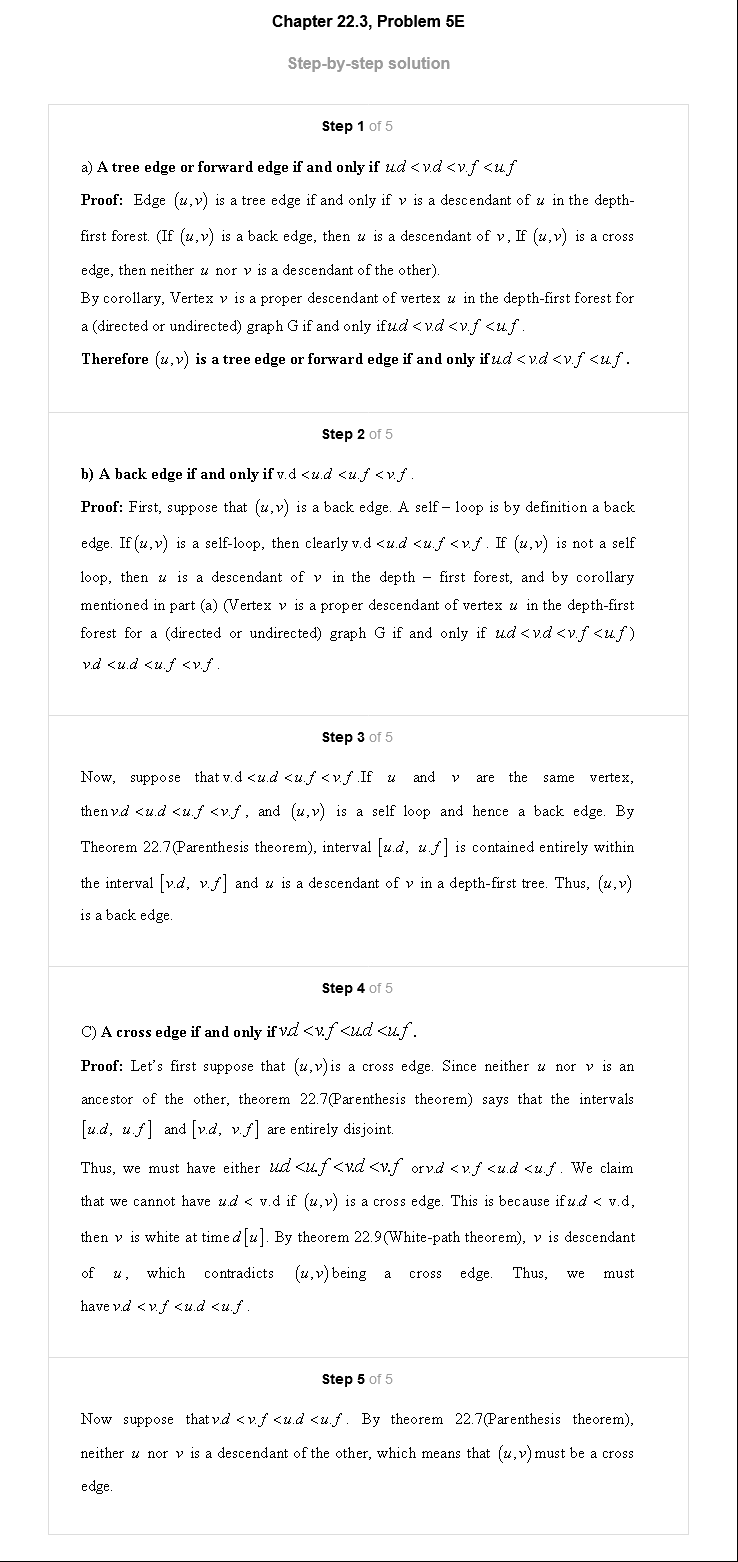 Chapter 22.3, Problem 5E
Step-by-step solution
Step 1 of 5
a) A tree edge or forward edge if and only if u.d <v.d <v.f <u.f
Proof: Edge (u,v) is a tree edge if and only if v is a descendant of u in the depth-
first forest. (If (u,v) is a back edge, then u is a descendant of v, If (u,v) is a cross
edge, then neither u nor v is a descendant of the other).
By corollary, Vertex v is a proper descendant of vertex u in the depth-first forest for
a (directed or undirected) graph G if and only ifu.d <v.d <v.f <u.f .
Therefore (u,v) is a tree edge or forward edge if and only if u.d <v.d <v.f <u.f .
Step 2 of 5
b) A back edge if and only if v.d <u.d <u.f <v.f .
Proof: First, suppose that (u,v) is a back edge. A self – loop is by definition a back
edge. If (u,v) is a self-loop, then clearly v.d <u.d <u.f <v.f . If (u,v) is not a self
loop, then u is a descendant of v in the depth – first forest, and by corollary
mentioned in part (a) (Vertex v is a proper descendant of vertex u in the depth-first
forest for a (directed or undirected) graph G if and only if u.d <v.d <v.f <u.f )
v.d <u.d <u.f <v.f .
Step 3 of 5
Now, suppose that v.d <u.d <u.f <v.f .If u and v are the same vertex,
then v.d <u.d <u.f <v.f , and (u,v) is a self loop and hence a back edge. By
Theorem 22.7(Parenthesis theorem), interval [u.d, u.f] is contained entirely within
the interval [v.d, v.f] and u is a descendant of v in a depth-first tree. Thus, (u,v)
is a back edge.
Step 4 of 5
C) A cross edge if and only if v.d <v.f <u.d <u.f .
Proof: Let’s first suppose that (u,v) is a cross edge. Since neither u nor v is an
ancestor of the other, theorem 22.7(Parenthesis theorem) says that the intervals
[u.d, u.f] and [v.d, v.f] are entirely disjoint.
Thus, we must have either u.d <u.f <v.d <v.f or v.d <v.f <u.d <u.f . We claim
that we cannot have u.d < v.d if (u,v) is a cross edge. This is because if u.d < v.d,
then v is white at time d[u]. By theorem 22.9(White-path theorem), v is descendant
of u, which contradicts (u,v) being a cross edge. Thus, we must
have v.d <v.f <u.d <u.f .
Step 5 of 5
Now suppose that v.d <v.f <u.d <u.f . By theorem 22.7(Parenthesis theorem),
neither u nor v is a descendant of the other, which means that (u,v) must be a cross
edge.